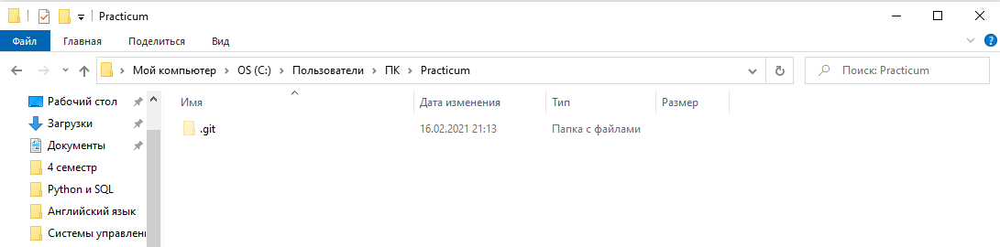 Practicum
Файл Главная Поделиться Вид
Мой компьютер OS (C:) Пользователи ПК Practicum Поиск: Practicum
Рабочий стол
Загрузки
Документы
4 семестр
Python и SQL
Английский язык
Системы управлен
Имя Дата изменения Тип Размер
.git 16.02.2021 21:13 Папка с файлами